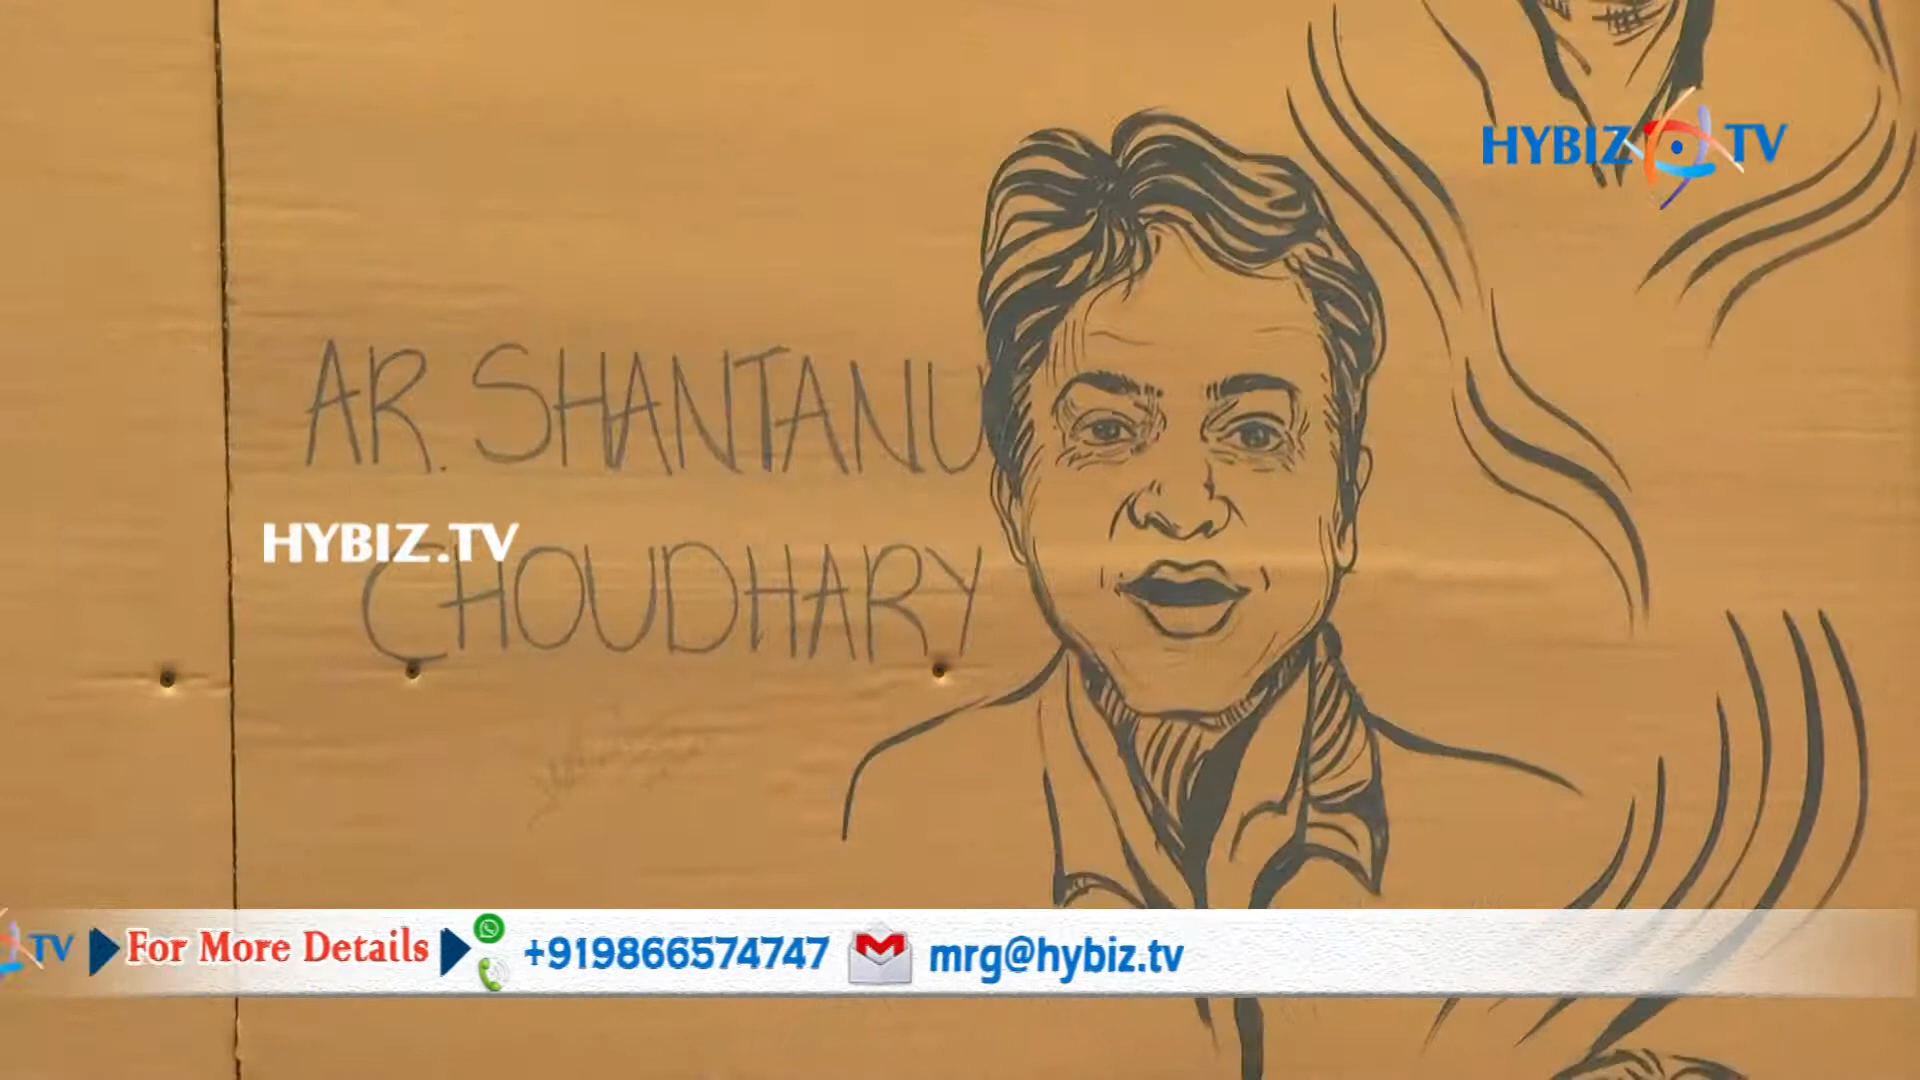 HYBIZ TV
AR. SHANTANU
HYBIZ.TV
CHOUDHARY
TV For More Details +919866574747 mrg@hybiz.tv